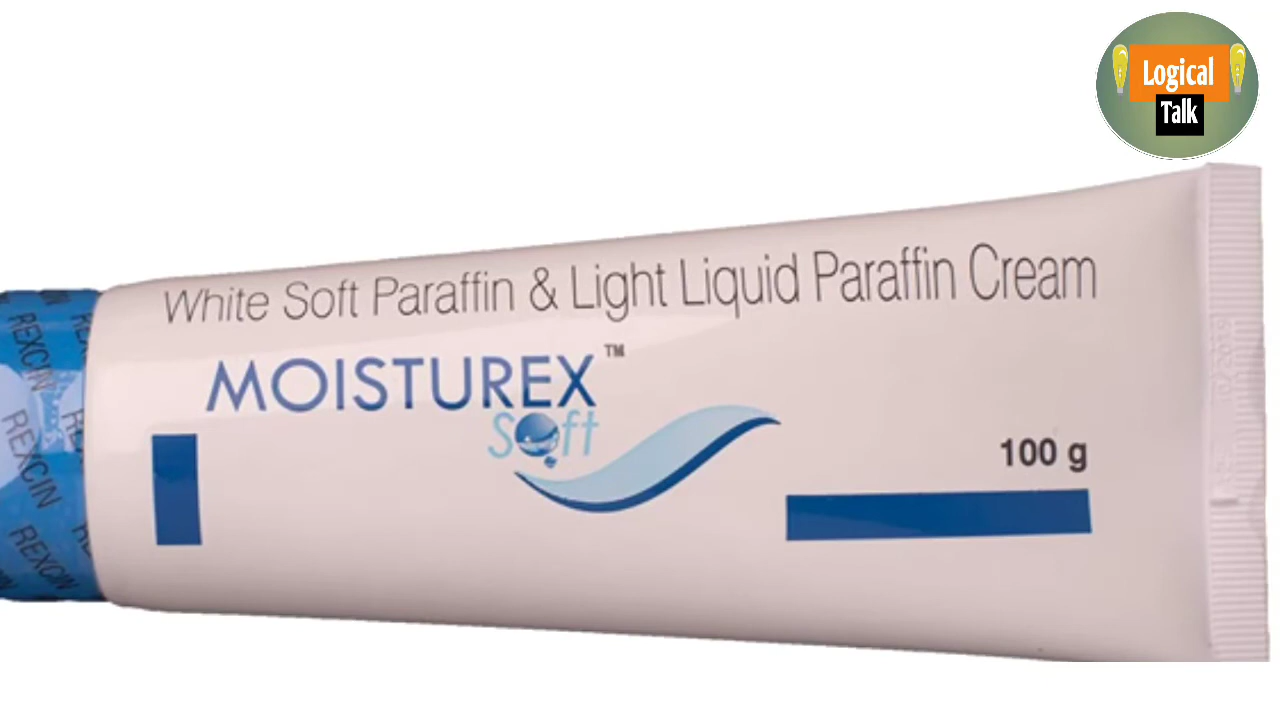 Logical
Talk
White Soft Paraffin & Light Liquid Paraffin Cream
MOISTUREX™
Soft
100 g
REXCIN
REXCIN
REXCIN